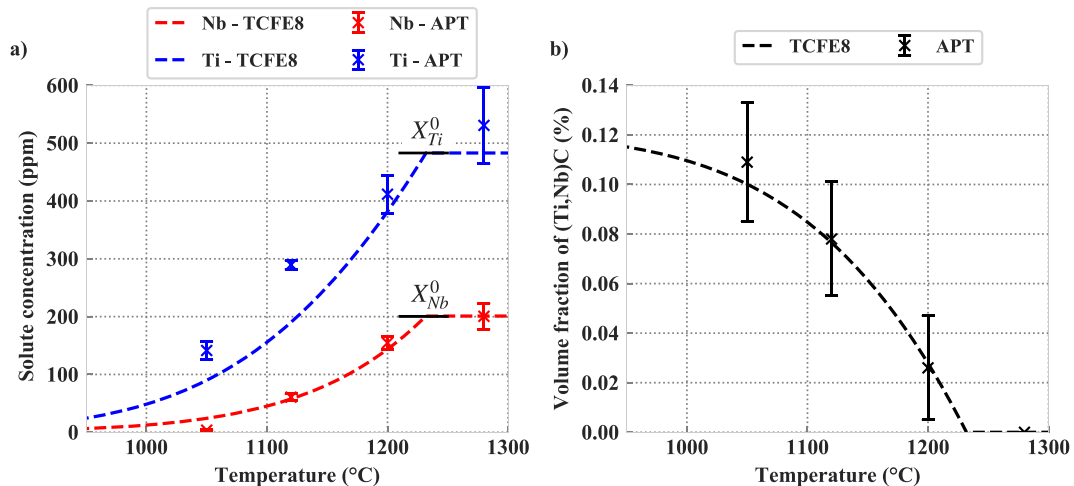 a)
Nb - TCFE8
Nb - APT
Ti - TCFE8
Ti - APT
600
500
400
300
200
100
0
Solute concentration (ppm)
X⁰Ti
X⁰Nb
1000
1100
1200
1300
Temperature (°C)
b)
TCFE8
APT
0.14
0.12
0.10
0.08
0.06
0.04
0.02
0.00
Volume fraction of (Ti,Nb)C (%)
1000
1100
1200
1300
Temperature (°C)